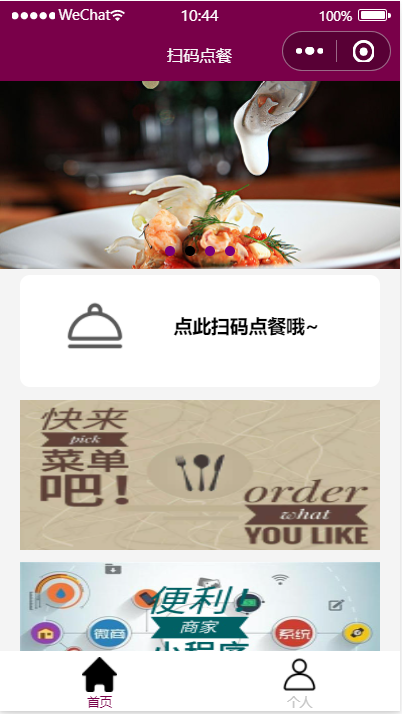 WeChat 10:44 100%
扫码点餐
点此扫码点餐哦~
快来
pick
菜单
吧！
order
what
YOU LIKE
便利！
商家
微商
系统
小程序
首页
个人